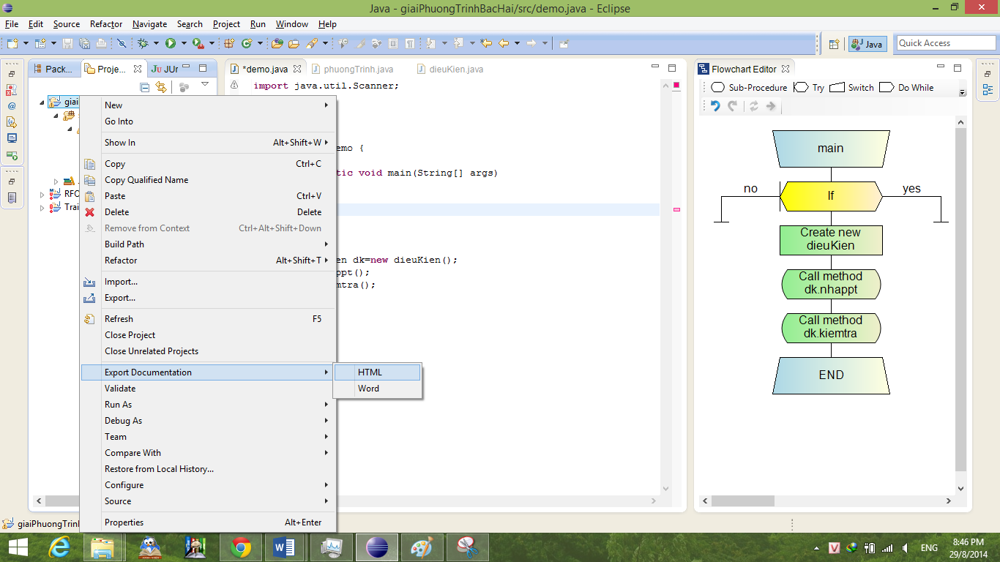 Java - giaiPhuongTrinhBacHai/src/demo.java - Eclipse
File Edit Source Refactor Navigate Search Project Run Window Help
Java
Quick Access
Pack... Proje... JUr
*demo.java phuongTrinh.java dieuKien.java
Flowchart Editor
Sub-Procedure Try Switch Do While
import java.util.Scanner;
giai
emo {
tic void main(String[] args)
RFO
Trai
en dk=new dieuKien();
ppt();
mtra();
New
Go Into
Show In Alt+Shift+W
Copy Ctrl+C
Copy Qualified Name
Paste Ctrl+V
Delete Delete
Remove from Context Ctrl+Alt+Shift+Down
Build Path
Refactor Alt+Shift+T
Import...
Export...
Refresh F5
Close Project
Close Unrelated Projects
Export Documentation
HTML
Word
Validate
Run As
Debug As
Team
Compare With
Restore from Local History...
Configure
Source
Properties Alt+Enter
main
no If yes
Create new
dieuKien
Call method
dk.nhappt
Call method
dk.kiemtra
END
giaiPhuongTrinh
ENG
8:46 PM
29/8/2014